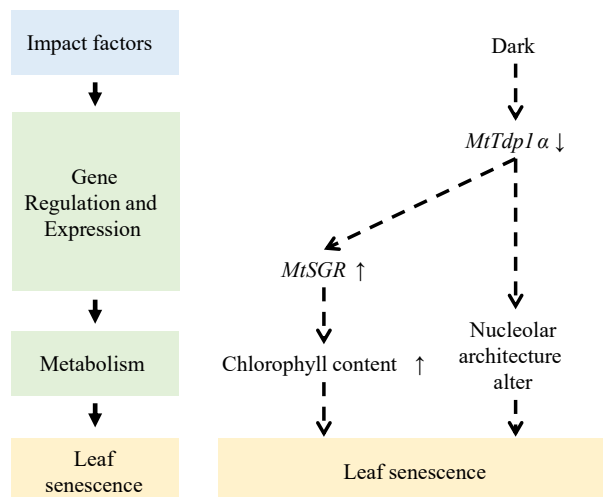 Impact factors
Gene
Regulation and
Expression
Metabolism
Leaf
senescence
Dark
MtTdp1α↓
MtSGR ↑
Chlorophyll content ↑
Nucleolar
architecture
alter
Leaf senescence